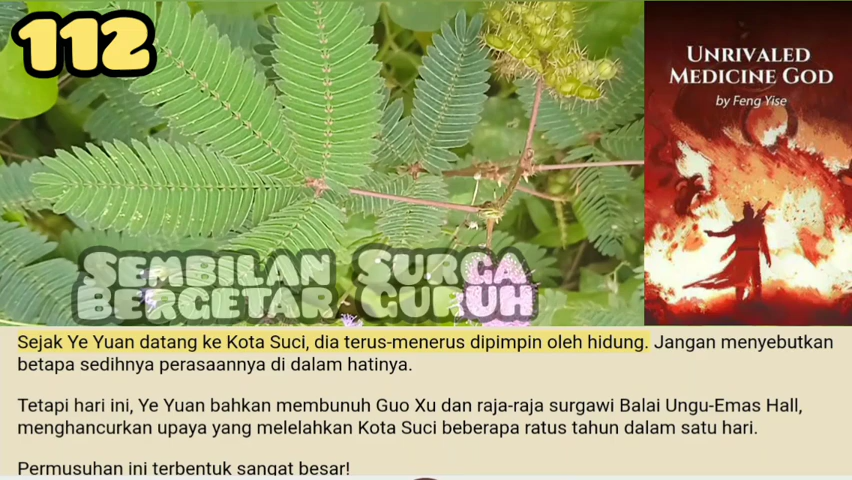 112
UNRIVALED
MEDICINE GOD
by Feng Yise
SEMBILAN SURGA
BERGETAR GURUH
Sejak Ye Yuan datang ke Kota Suci, dia terus-menerus dipimpin oleh hidung. Jangan menyebutkan
betapa sedihnya perasaannya di dalam hatinya.
Tetapi hari ini, Ye Yuan bahkan membunuh Guo Xu dan raja-raja surgawi Balai Ungu-Emas Hall,
menghancurkan upaya yang melelahkan Kota Suci beberapa ratus tahun dalam satu hari.
Permusuhan ini terbentuk sangat besar!